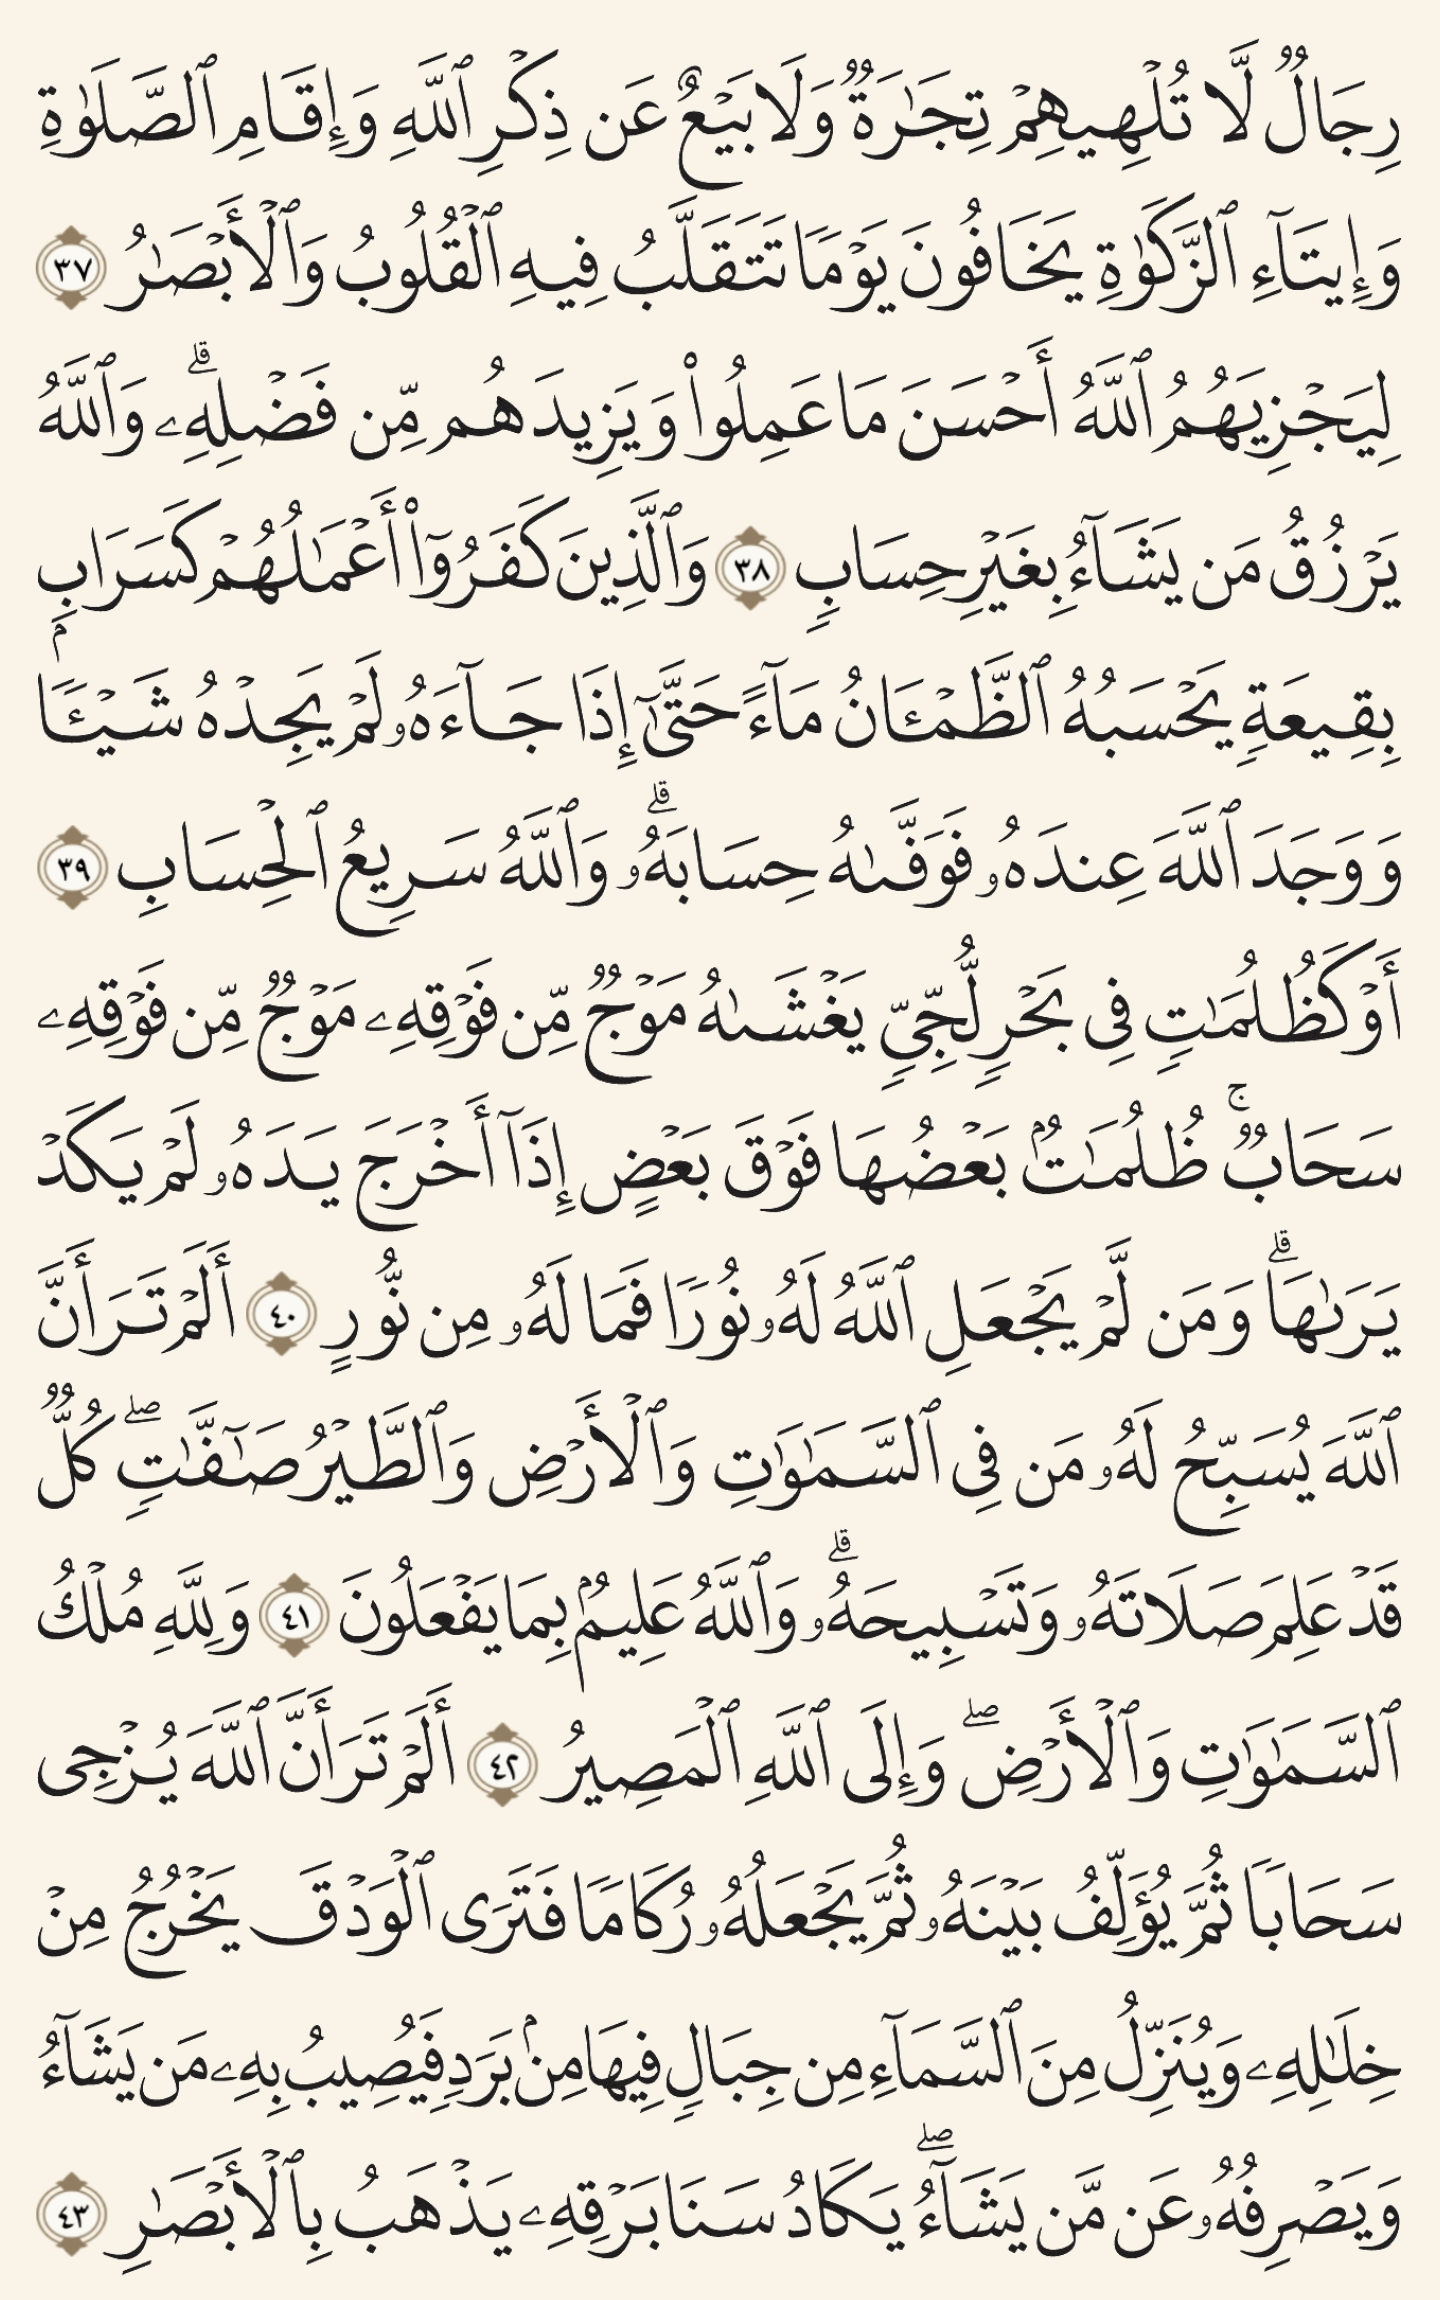 رِجَالٌ لَّا تُلْهِيهِمْ تِجَـٰرَةٌ وَلَا بَيْعٌ عَن ذِكْرِ ٱللَّهِ وَإِقَامِ ٱلصَّلَوٰةِ
وَإِيتَآءِ ٱلزَّكَوٰةِ يَخَافُونَ يَوْمًا تَتَقَلَّبُ فِيهِ ٱلْقُلُوبُ وَٱلْأَبْصَـٰرُ ٣٧
لِيَجْزِيَهُمُ ٱللَّهُ أَحْسَنَ مَا عَمِلُوا۟ وَيَزِيدَهُم مِّن فَضْلِهِۦ ۗ وَٱللَّهُ
يَرْزُقُ مَن يَشَآءُ بِغَيْرِ حِسَابٍ ٣٨ وَٱلَّذِينَ كَفَرُوٓا۟ أَعْمَـٰلُهُمْ كَسَرَابٍۭ
بِقِيعَةٍ يَحْسَبُهُ ٱلظَّمْـَٔانُ مَآءً حَتَّىٰٓ إِذَا جَآءَهُۥ لَمْ يَجِدْهُ شَيْـًٔا
وَوَجَدَ ٱللَّهَ عِندَهُۥ فَوَفَّىٰهُ حِسَابَهُۥ ۗ وَٱللَّهُ سَرِيعُ ٱلْحِسَابِ ٣٩
أَوْ كَظُلُمَـٰتٍ فِى بَحْرٍ لُّجِّىٍّ يَغْشَىٰهُ مَوْجٌ مِّن فَوْقِهِۦ مَوْجٌ مِّن فَوْقِهِۦ
سَحَابٌ ۚ ظُلُمَـٰتٌۢ بَعْضُهَا فَوْقَ بَعْضٍ إِذَآ أَخْرَجَ يَدَهُۥ لَمْ يَكَدْ
يَرَىٰهَا ۗ وَمَن لَّمْ يَجْعَلِ ٱللَّهُ لَهُۥ نُورًا فَمَا لَهُۥ مِن نُّورٍ ٤٠ أَلَمْ تَرَ أَنَّ
ٱللَّهَ يُسَبِّحُ لَهُۥ مَن فِى ٱلسَّمَـٰوَٰتِ وَٱلْأَرْضِ وَٱلطَّيْرُ صَـٰٓفَّـٰتٍ ۖ كُلٌّ
قَدْ عَلِمَ صَلَاتَهُۥ وَتَسْبِيحَهُۥ ۗ وَٱللَّهُ عَلِيمٌۢ بِمَا يَفْعَلُونَ ٤١ وَلِلَّهِ مُلْكُ
ٱلسَّمَـٰوَٰتِ وَٱلْأَرْضِ ۖ وَإِلَى ٱللَّهِ ٱلْمَصِيرُ ٤٢ أَلَمْ تَرَ أَنَّ ٱللَّهَ يُزْجِى
سَحَابًا ثُمَّ يُؤَلِّفُ بَيْنَهُۥ ثُمَّ يَجْعَلُهُۥ رُكَامًا فَتَرَى ٱلْوَدْقَ يَخْرُجُ مِنْ
خِلَـٰلِهِۦ وَيُنَزِّلُ مِنَ ٱلسَّمَآءِ مِن جِبَالٍ فِيهَا مِنۢ بَرَدٍ فَيُصِيبُ بِهِۦ مَن يَشَآءُ
وَيَصْرِفُهُۥ عَن مَّن يَشَآءُ ۖ يَكَادُ سَنَا بَرْقِهِۦ يَذْهَبُ بِٱلْأَبْصَـٰرِ ٤٣